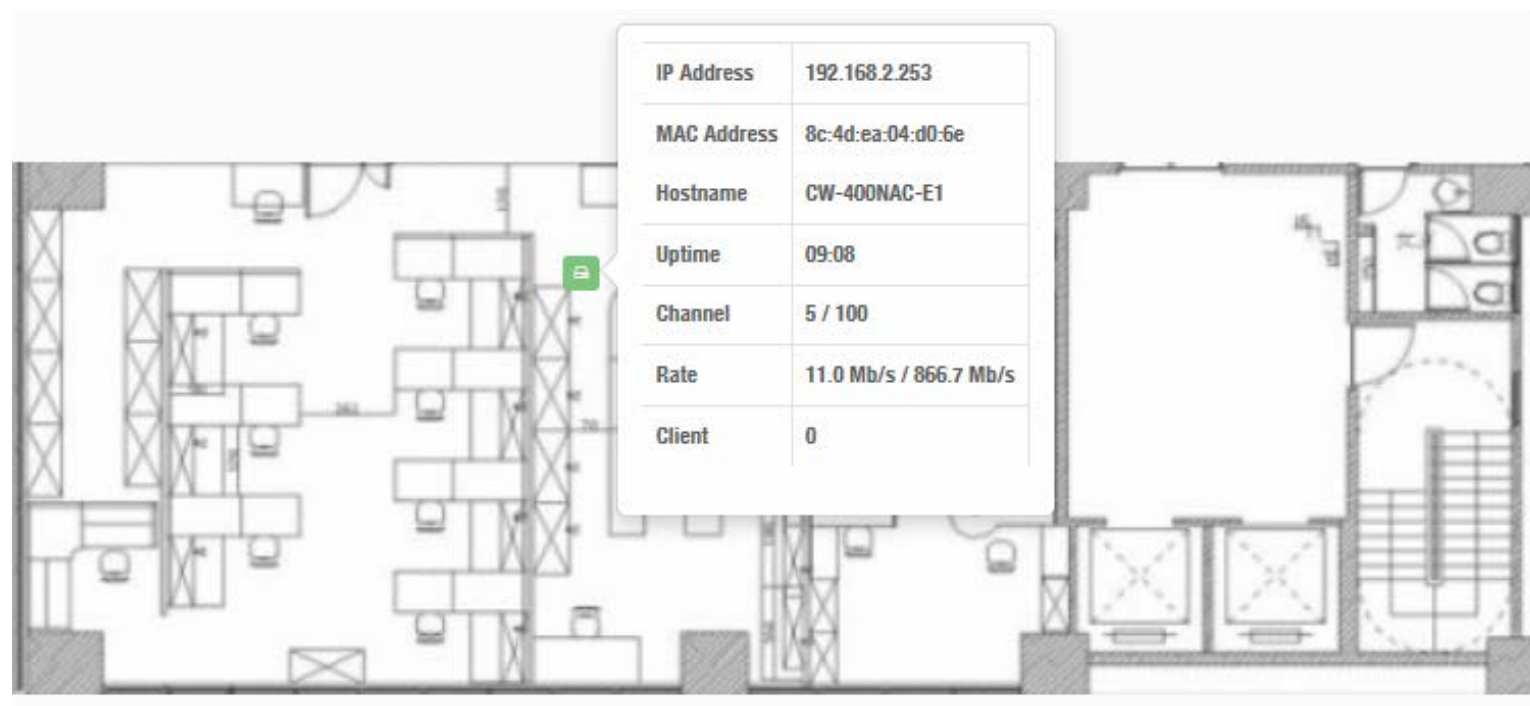 IP Address 192.168.2.253
MAC Address 8c:4d:ea:04:d0:6e
Hostname CW-400NAC-E1
Uptime 09:08
Channel 5 / 100
Rate 11.0 Mb/s / 866.7 Mb/s
Client 0